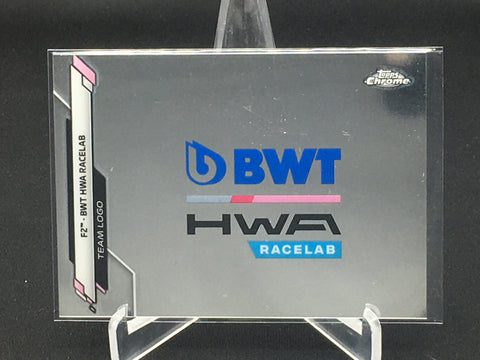 Topps
Chrome
F2™ - BWT HWA RACELAB
TEAM LOGO
BWT
HWA
RACELAB